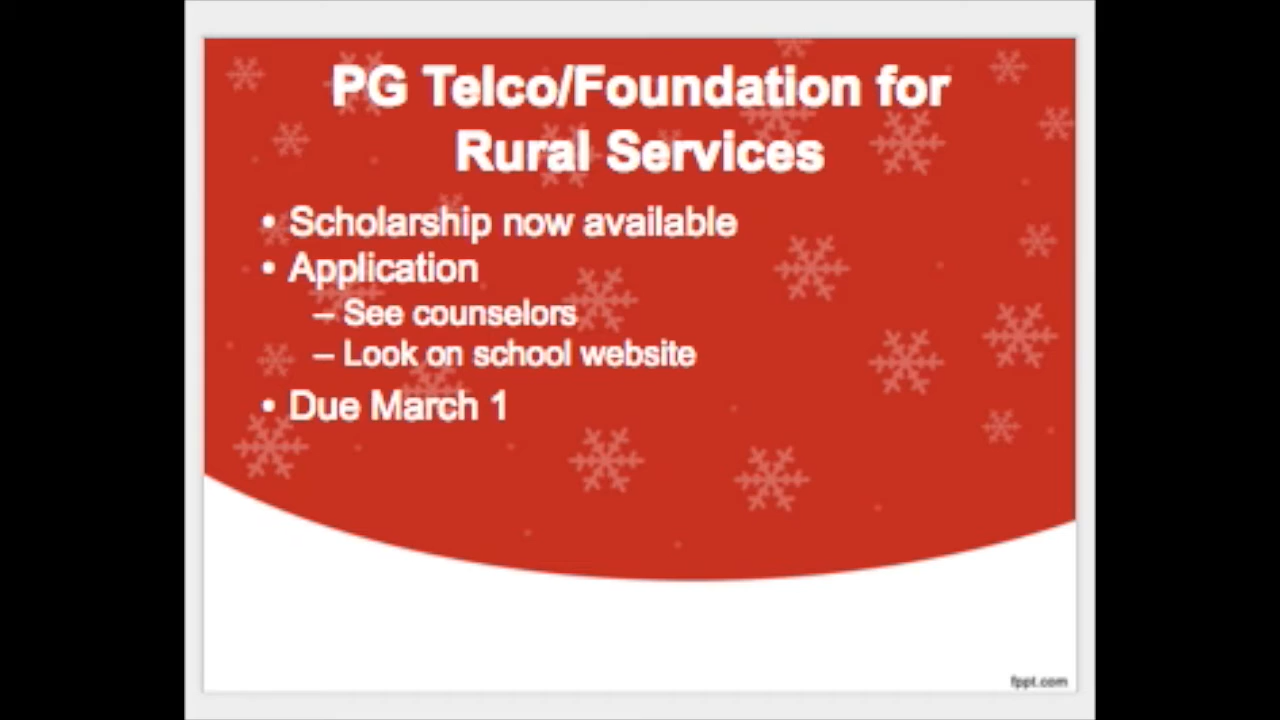 PG Telco/Foundation for
Rural Services
• Scholarship now available
• Application
– See counselors
– Look on school website
• Due March 1
fppt.com